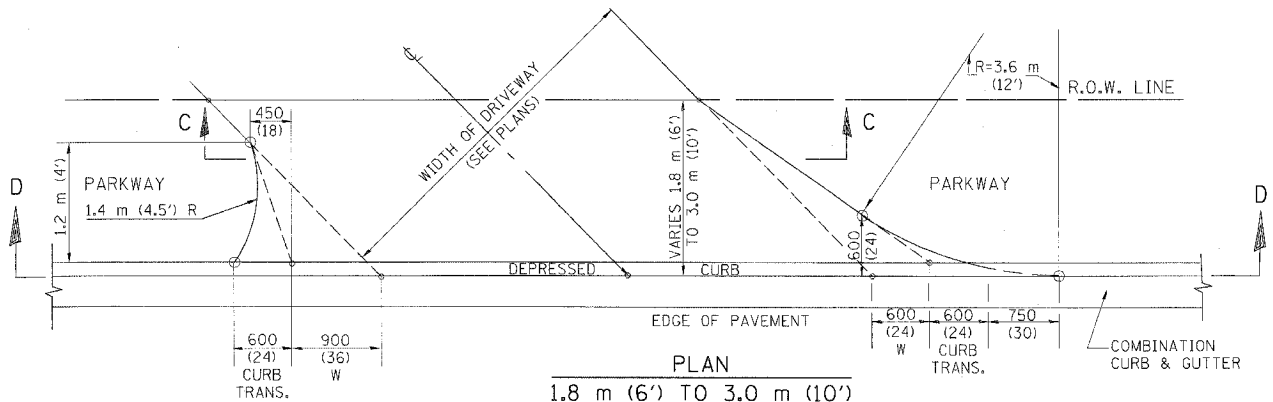 ℄
WIDTH OF DRIVEWAY
(SEE PLANS)
R=3.6 m
(12')
R.O.W. LINE
450
(18)
C
C
PARKWAY
1.2 m (4')
1.4 m (4.5') R
VARIES 1.8 m (6')
TO 3.0 m (10')
PARKWAY
D
D
600
(24)
DEPRESSED CURB
EDGE OF PAVEMENT
600
(24)
CURB
TRANS.
900
(36)
W
600
(24)
W
600
(24)
CURB
TRANS.
750
(30)
COMBINATION
CURB & GUTTER
PLAN
1.8 m (6') TO 3.0 m (10')